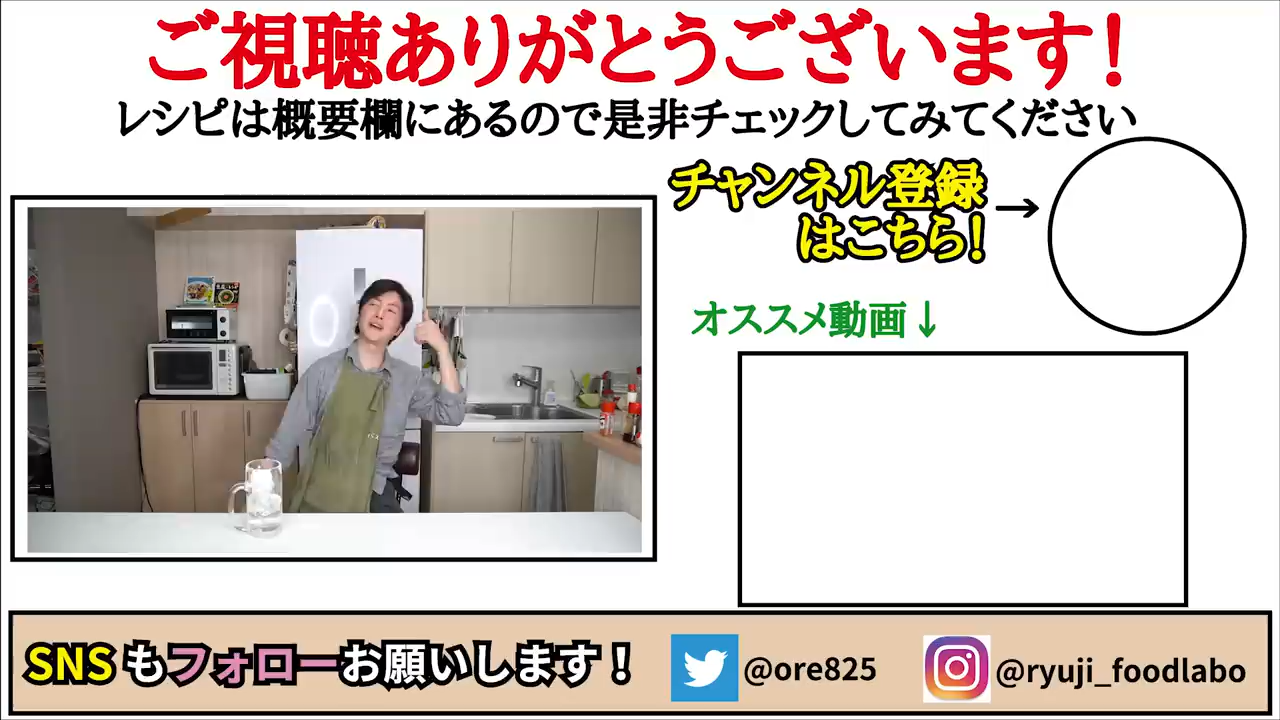 ご視聴ありがとうございます!
レシピは概要欄にあるので是非チェックしてみてください
チャンネル登録
はこちら!
→
オススメ動画↓
SNSもフォローお願いします!
@ore825
@ryuji_foodlabo